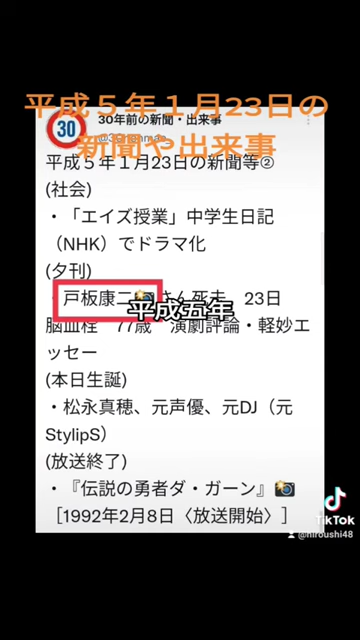 平成５年１月23日の
新聞や出来事
30
30年前の新聞・出来事
平成５年１月23日の新聞等②
(社会)
・「エイズ授業」中学生日記
（NHK）でドラマ化
(夕刊)
・戸板康二📸さん死去 23日
平成五年
脳血栓 77歳 演劇評論・軽妙エ
ッセー
(本日生誕)
・松永真穂、元声優、元DJ（元
StylipS）
(放送終了)
・『伝説の勇者ダ・ガーン』📸
［1992年2月8日〈放送開始〉］
TikTok
@hiroushi48